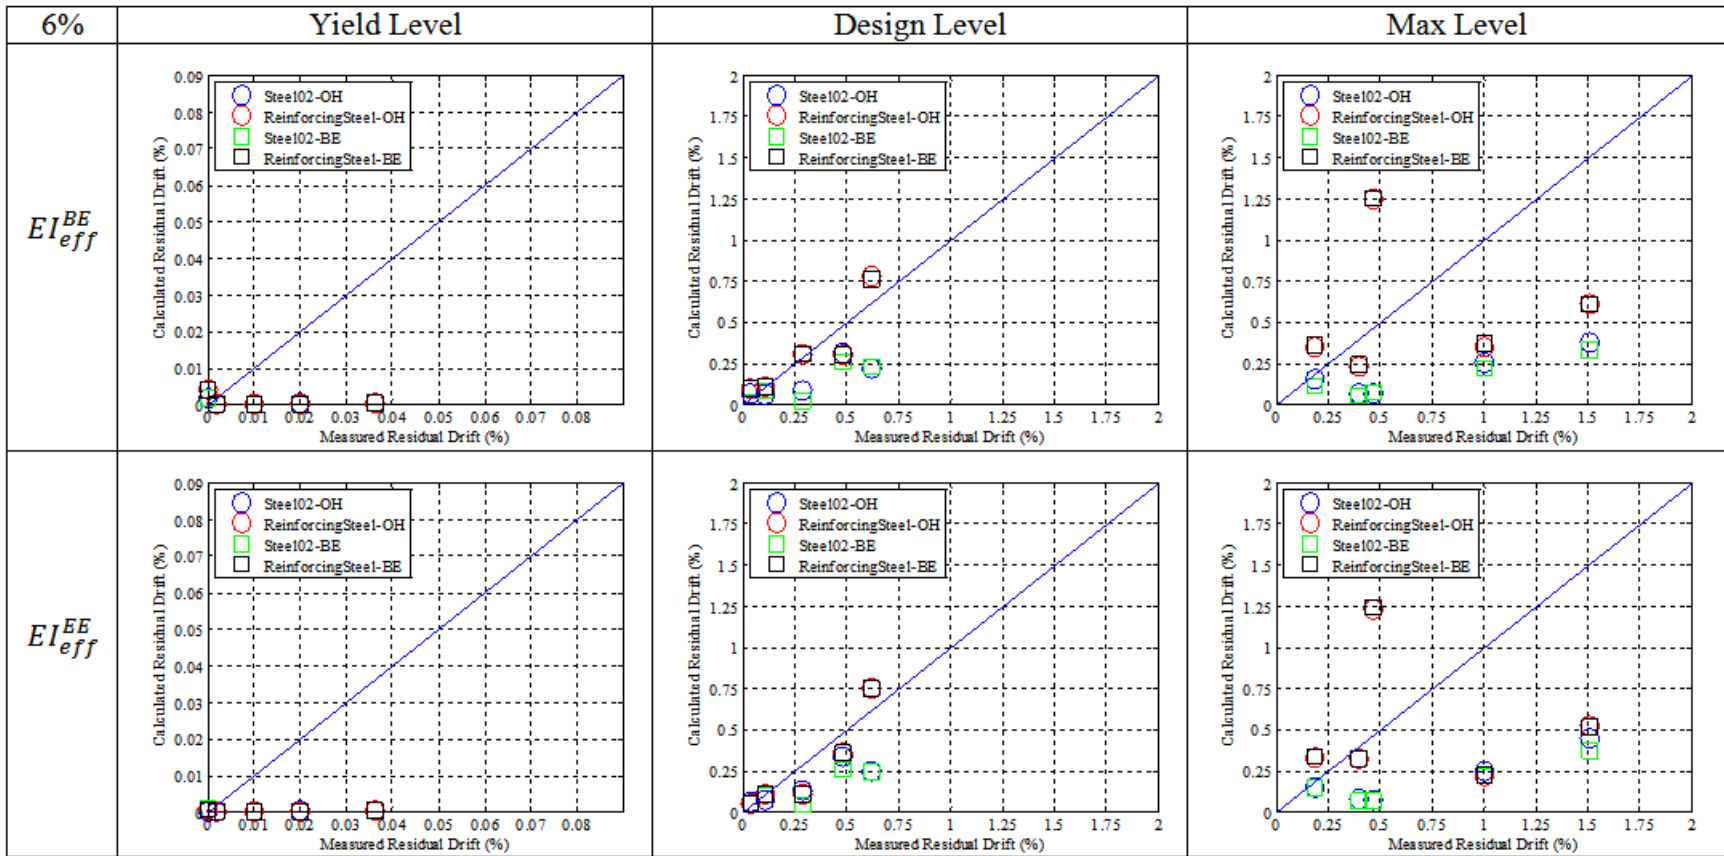 6%
Yield Level
Design Level
Max Level
EI_eff^BE
Calculated Residual Drift (%)
0.09
0.08
0.07
0.06
0.05
0.04
0.03
0.02
0.01
0
Steel02-OH
ReinforcingSteel-OH
Steel02-BE
ReinforcingSteel-BE
0 0.01 0.02 0.03 0.04 0.05 0.06 0.07 0.08
Measured Residual Drift (%)
Calculated Residual Drift (%)
2
1.75
1.5
1.25
1
0.75
0.5
0.25
0
Steel02-OH
ReinforcingSteel-OH
Steel02-BE
ReinforcingSteel-BE
0 0.25 0.5 0.75 1 1.25 1.5 1.75 2
Measured Residual Drift (%)
Calculated Residual Drift (%)
2
1.75
1.5
1.25
1
0.75
0.5
0.25
0
Steel02-OH
ReinforcingSteel-OH
Steel02-BE
ReinforcingSteel-BE
0 0.25 0.5 0.75 1 1.25 1.5 1.75 2
Measured Residual Drift (%)
EI_eff^EE
Calculated Residual Drift (%)
0.09
0.08
0.07
0.06
0.05
0.04
0.03
0.02
0.01
0
Steel02-OH
ReinforcingSteel-OH
Steel02-BE
ReinforcingSteel-BE
0 0.01 0.02 0.03 0.04 0.05 0.06 0.07 0.08
Measured Residual Drift (%)
Calculated Residual Drift (%)
2
1.75
1.5
1.25
1
0.75
0.5
0.25
0
Steel02-OH
ReinforcingSteel-OH
Steel02-BE
ReinforcingSteel-BE
0 0.25 0.5 0.75 1 1.25 1.5 1.75 2
Measured Residual Drift (%)
Calculated Residual Drift (%)
2
1.75
1.5
1.25
1
0.75
0.5
0.25
0
Steel02-OH
ReinforcingSteel-OH
Steel02-BE
ReinforcingSteel-BE
0 0.25 0.5 0.75 1 1.25 1.5 1.75 2
Measured Residual Drift (%)